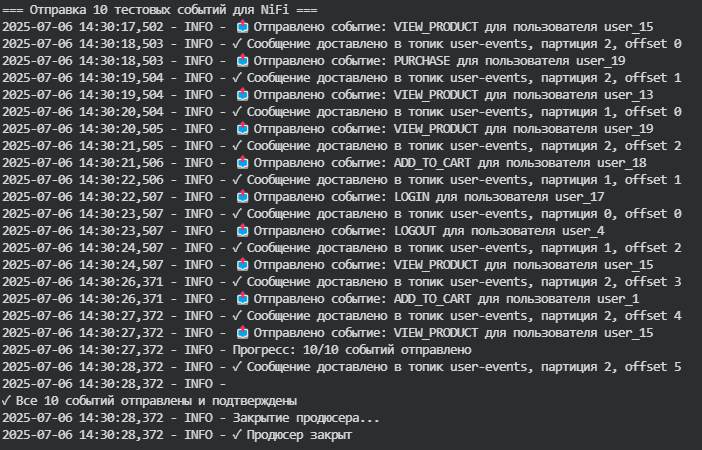 === Отправка 10 тестовых событий для NiFi ===
2025-07-06 14:30:17,502 - INFO - 📤 Отправлено событие: VIEW_PRODUCT для пользователя user_15
2025-07-06 14:30:18,503 - INFO - ✓ Сообщение доставлено в топик user-events, партиция 2, offset 0
2025-07-06 14:30:18,503 - INFO - 📤 Отправлено событие: PURCHASE для пользователя user_19
2025-07-06 14:30:19,504 - INFO - ✓ Сообщение доставлено в топик user-events, партиция 2, offset 1
2025-07-06 14:30:19,504 - INFO - 📤 Отправлено событие: VIEW_PRODUCT для пользователя user_13
2025-07-06 14:30:20,504 - INFO - ✓ Сообщение доставлено в топик user-events, партиция 1, offset 0
2025-07-06 14:30:20,505 - INFO - 📤 Отправлено событие: VIEW_PRODUCT для пользователя user_19
2025-07-06 14:30:21,505 - INFO - ✓ Сообщение доставлено в топик user-events, партиция 2, offset 2
2025-07-06 14:30:21,506 - INFO - 📤 Отправлено событие: ADD_TO_CART для пользователя user_18
2025-07-06 14:30:22,506 - INFO - ✓ Сообщение доставлено в топик user-events, партиция 1, offset 1
2025-07-06 14:30:22,507 - INFO - 📤 Отправлено событие: LOGIN для пользователя user_17
2025-07-06 14:30:23,507 - INFO - ✓ Сообщение доставлено в топик user-events, партиция 0, offset 0
2025-07-06 14:30:23,507 - INFO - 📤 Отправлено событие: LOGOUT для пользователя user_4
2025-07-06 14:30:24,507 - INFO - ✓ Сообщение доставлено в топик user-events, партиция 1, offset 2
2025-07-06 14:30:24,507 - INFO - 📤 Отправлено событие: VIEW_PRODUCT для пользователя user_15
2025-07-06 14:30:26,371 - INFO - ✓ Сообщение доставлено в топик user-events, партиция 2, offset 3
2025-07-06 14:30:26,371 - INFO - 📤 Отправлено событие: ADD_TO_CART для пользователя user_1
2025-07-06 14:30:27,372 - INFO - ✓ Сообщение доставлено в топик user-events, партиция 2, offset 4
2025-07-06 14:30:27,372 - INFO - 📤 Отправлено событие: VIEW_PRODUCT для пользователя user_15
2025-07-06 14:30:27,372 - INFO - Прогресс: 10/10 событий отправлено
2025-07-06 14:30:28,372 - INFO - ✓ Сообщение доставлено в топик user-events, партиция 2, offset 5
2025-07-06 14:30:28,372 - INFO -
✓ Все 10 событий отправлены и подтверждены
2025-07-06 14:30:28,372 - INFO - Закрытие продюсера...
2025-07-06 14:30:28,372 - INFO - ✓ Продюсер закрыт